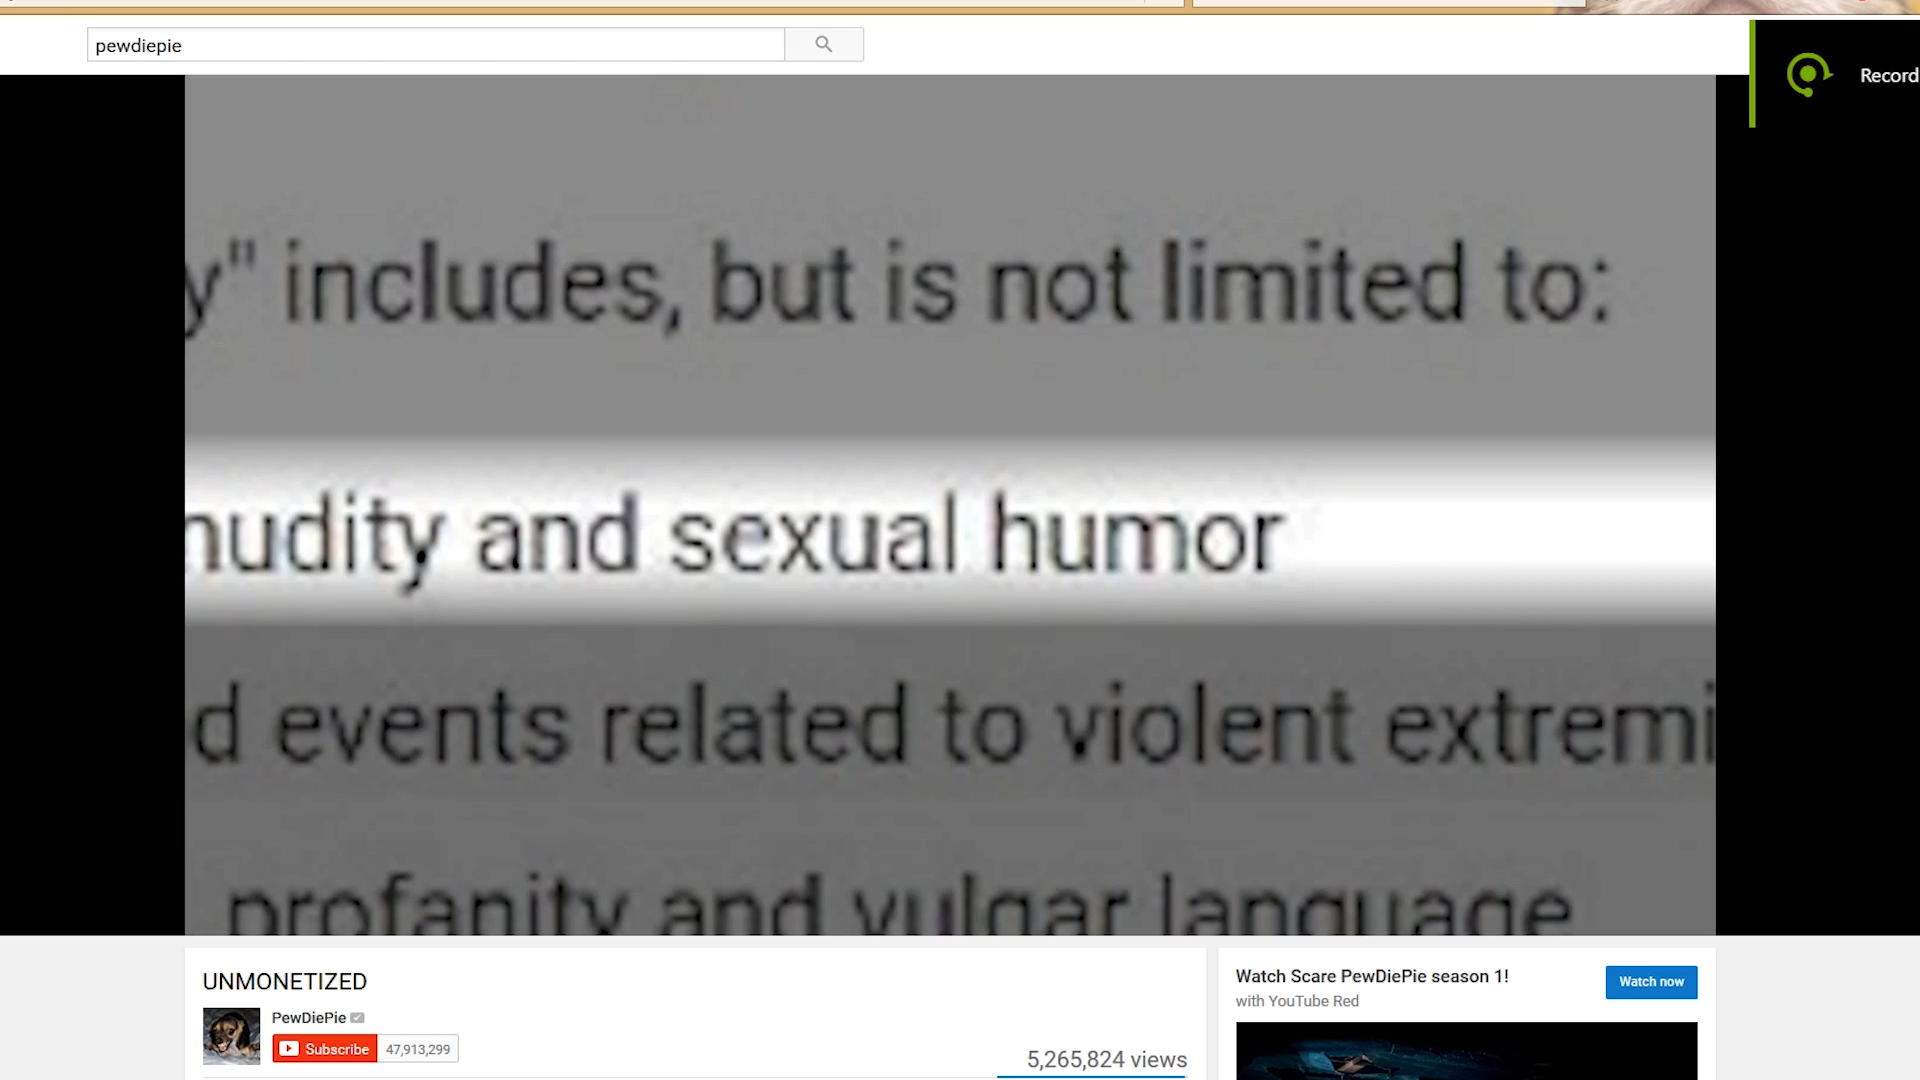 pewdiepie
Record
y" includes, but is not limited to:
nudity and sexual humor
d events related to violent extremi
profanity and vulgar language
UNMONETIZED
PewDiePie
Subscribe 47,913,299
5,265,824 views
Watch Scare PewDiePie season 1!
with YouTube Red
Watch now